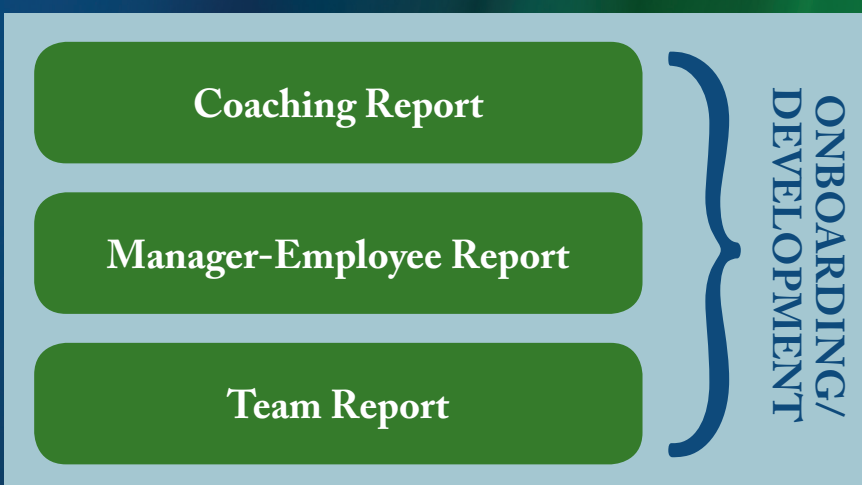 Coaching Report
Manager-Employee Report
Team Report
ONBOARDING/
DEVELOPMENT